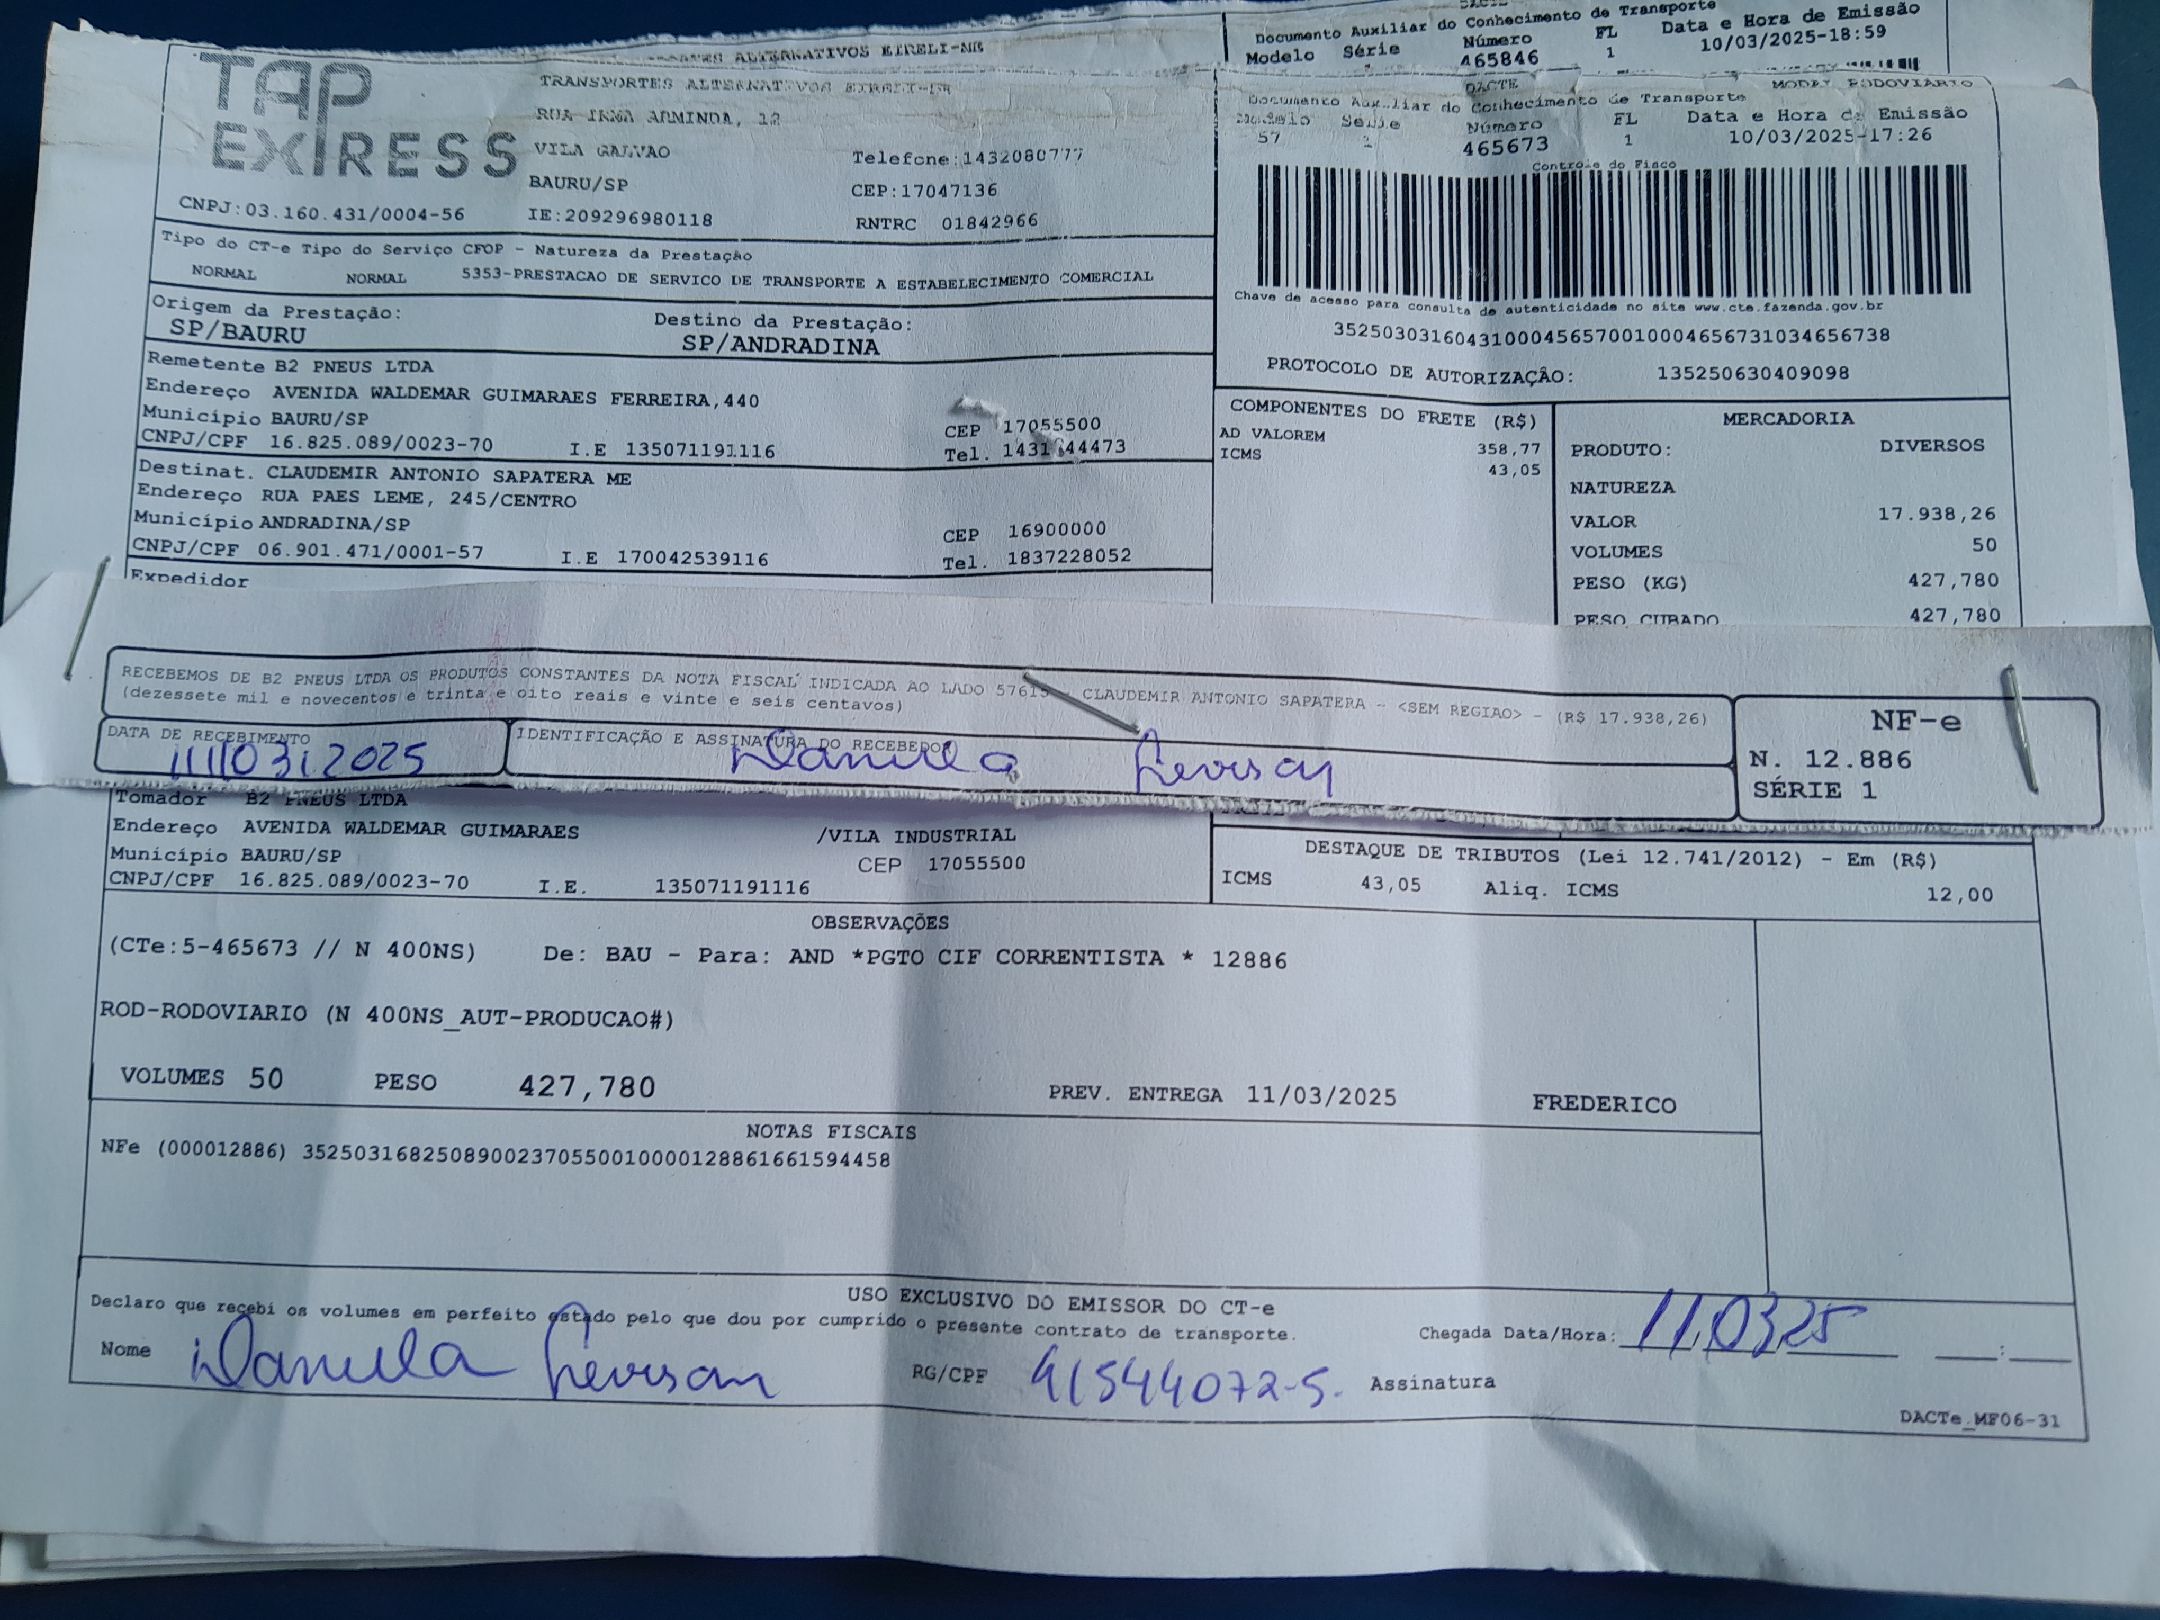 TRANSPORTES ALTERNATIVOS EIRELI-ME
Documento Auxiliar do Conhecimento de Transporte
Modelo Série Número FL Data e Hora de Emissão
465846 1 10/03/2025-18:59
TAP
EXPRESS
TRANSPORTES ALTERNATIVOS EIRELI-ME
RUA IRMA ARMINDA, 12
VILA GALVAO
Telefone:1432080777
BAURU/SP
CEP:17047136
CNPJ:03.160.431/0004-56
IE:209296980118
RNTRC 01842966
DACTE MODAL RODOVIÁRIO
Documento Auxiliar do Conhecimento de Transporte
Modelo Série Número FL Data e Hora de Emissão
57 465673 1 10/03/2025-17:26
Controle do Fisco
Chave de acesso para consulta de autenticidade no site www.cte.fazenda.gov.br
35250303160431000456570010004656731034656738
PROTOCOLO DE AUTORIZAÇÃO: 135250630409098
Tipo do CT-e Tipo do Serviço CFOP - Natureza da Prestação
NORMAL NORMAL 5353-PRESTACAO DE SERVICO DE TRANSPORTE A ESTABELECIMENTO COMERCIAL
Origem da Prestação: Destino da Prestação:
SP/BAURU SP/ANDRADINA
Remetente B2 PNEUS LTDA
Endereço AVENIDA WALDEMAR GUIMARAES FERREIRA,440
Município BAURU/SP CEP 17055500
CNPJ/CPF 16.825.089/0023-70 I.E 135071191116 Tel.
Destinat. CLAUDEMIR ANTONIO SAPATERA ME
Endereço RUA PAES LEME, 245/CENTRO
Município ANDRADINA/SP CEP 16900000
CNPJ/CPF 06.901.471/0001-57 I.E 170042539116 Tel. 1837228052
Expedidor
COMPONENTES DO FRETE (R$)
AD VALOREM 358,77
ICMS 43,05
MERCADORIA
PRODUTO: DIVERSOS
NATUREZA
VALOR 17.938,26
VOLUMES 50
PESO (KG) 427,780
PESO CUBADO 427,780
RECEBEMOS DE B2 PNEUS LTDA OS PRODUTOS CONSTANTES DA NOTA FISCAL INDICADA AO LADO - CLAUDEMIR ANTONIO SAPATERA - <SEM REGIAO> - (R$ 17.938,26)
(dezessete mil e novecentos e trinta e oito reais e vinte e seis centavos)
DATA DE RECEBIMENTO
11/03/2025
IDENTIFICAÇÃO E ASSINATURA DO RECEBEDOR
Daniela
NF-e
N. 12.886
SÉRIE 1
Tomador B2 PNEUS LTDA
Endereço AVENIDA WALDEMAR GUIMARAES /VILA INDUSTRIAL
Município BAURU/SP CEP 17055500
CNPJ/CPF 16.825.089/0023-70 I.E. 135071191116
DESTAQUE DE TRIBUTOS (Lei 12.741/2012) - Em (R$)
ICMS 43,05 Aliq. ICMS 12,00
OBSERVAÇÕES
(CTe:5-465673 // N 400NS) De: BAU - Para: AND *PGTO CIF CORRENTISTA * 12886
ROD-RODOVIARIO (N 400NS_AUT-PRODUCAO#)
VOLUMES 50 PESO 427,780 PREV. ENTREGA 11/03/2025 FREDERICO
NOTAS FISCAIS
NFe (000012886) 35250316825089002370550010000128861661594458
USO EXCLUSIVO DO EMISSOR DO CT-e
Declaro que recebi os volumes em perfeito estado pelo que dou por cumprido o presente contrato de transporte.
Chegada Data/Hora: 11.03.25 __:__
Nome Daniela RG/CPF 41544072-5. Assinatura
DACTe_MF06-31